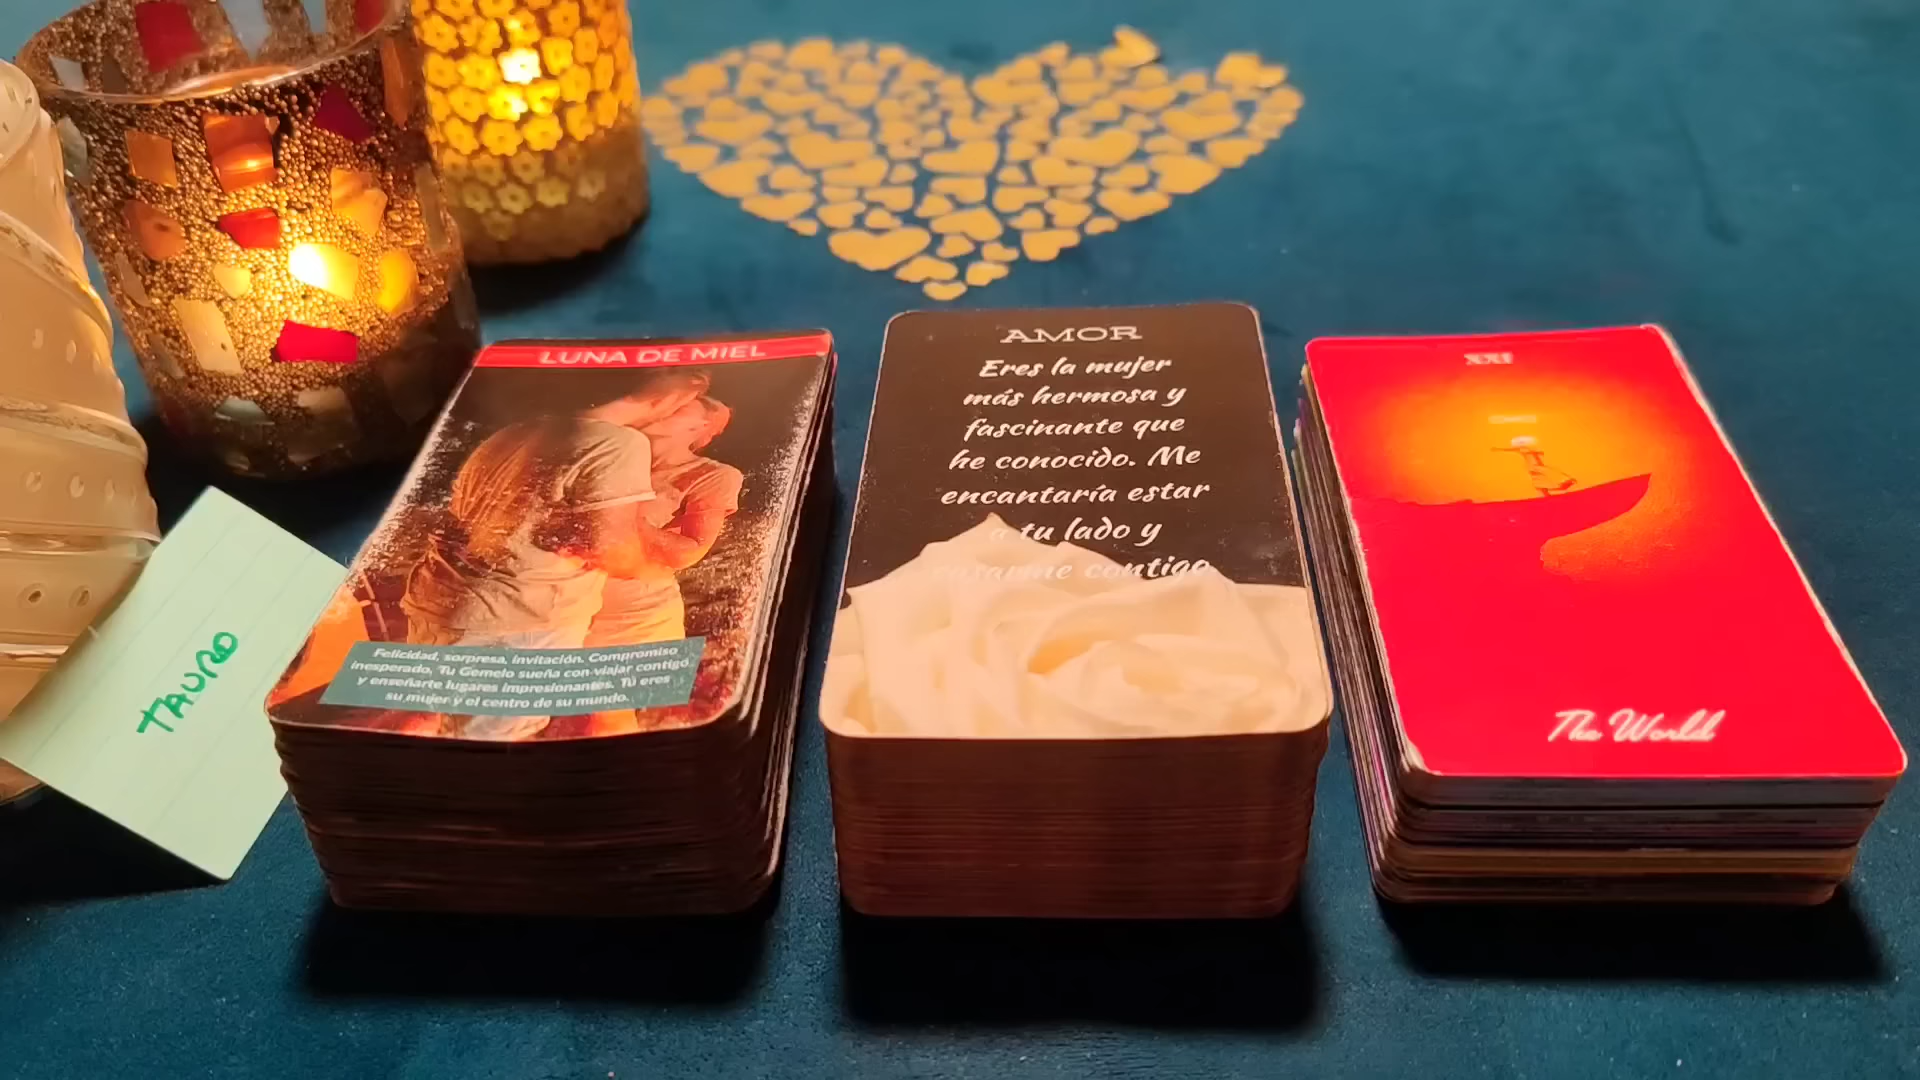 LUNA DE MIEL
Felicidad, sorpresa, invitación. Compromiso
inesperado, Tu Gemelo sueña con viajar contigo
y enseñarte lugares impresionantes. Tú eres
su mujer y el centro de su mundo.
AMOR
Eres la mujer
más hermosa y
fascinante que
he conocido. Me
encantaría estar
a tu lado y
casarme contigo
XXI
The World
TAURO